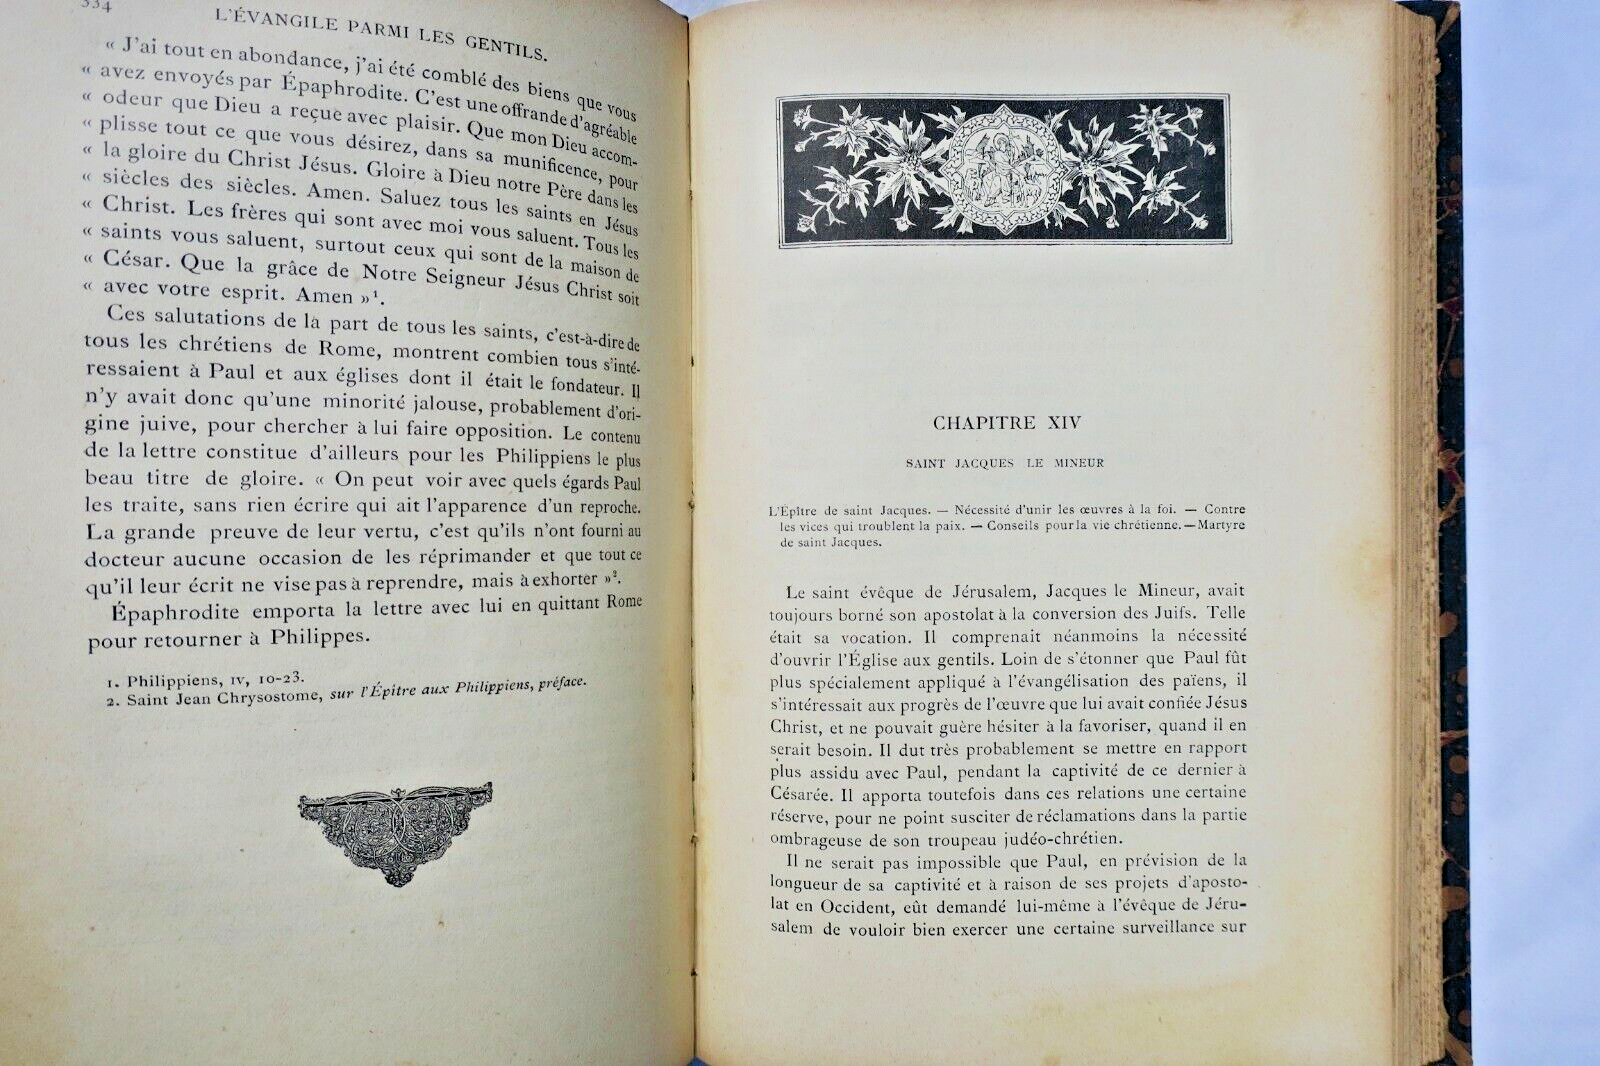 334
L'ÉVANGILE PARMI LES GENTILS.
« J'ai tout en abondance, j'ai été comblé des biens que vous
« avez envoyés par Épaphrodite. C'est une offrande d'agréable
« odeur que Dieu a reçue avec plaisir. Que mon Dieu accom-
« plisse tout ce que vous désirez, dans sa munificence, pour
« la gloire du Christ Jésus. Gloire à Dieu notre Père dans les
« siècles des siècles. Amen. Saluez tous les saints en Jésus
« Christ. Les frères qui sont avec moi vous saluent. Tous les
« saints vous saluent, surtout ceux qui sont de la maison de
« César. Que la grâce de Notre Seigneur Jésus Christ soit
« avec votre esprit. Amen »¹.
Ces salutations de la part de tous les saints, c'est-à-dire de
tous les chrétiens de Rome, montrent combien tous s'inté-
ressaient à Paul et aux églises dont il était le fondateur. Il
n'y avait donc qu'une minorité jalouse, probablement d'ori-
gine juive, pour chercher à lui faire opposition. Le contenu
de la lettre constitue d'ailleurs pour les Philippiens le plus
beau titre de gloire. « On peut voir avec quels égards Paul
les traite, sans rien écrire qui ait l'apparence d'un reproche.
La grande preuve de leur vertu, c'est qu'ils n'ont fourni au
docteur aucune occasion de les réprimander et que tout ce
qu'il leur écrit ne vise pas à reprendre, mais à exhorter »².
Épaphrodite emporta la lettre avec lui en quittant Rome
pour retourner à Philippes.
1. Philippiens, IV, 10-23.
2. Saint Jean Chrysostome, sur l'Épitre aux Philippiens, préface.
CHAPITRE XIV
SAINT JACQUES LE MINEUR
L'Épître de saint Jacques. — Nécessité d'unir les œuvres à la foi. — Contre
les vices qui troublent la paix. — Conseils pour la vie chrétienne. — Martyre
de saint Jacques.
Le saint évêque de Jérusalem, Jacques le Mineur, avait
toujours borné son apostolat à la conversion des Juifs. Telle
était sa vocation. Il comprenait néanmoins la nécessité
d'ouvrir l'Église aux gentils. Loin de s'étonner que Paul fût
plus spécialement appliqué à l'évangélisation des païens, il
s'intéressait aux progrès de l'œuvre que lui avait confiée Jésus
Christ, et ne pouvait guère hésiter à la favoriser, quand il en
serait besoin. Il dut très probablement se mettre en rapport
plus assidu avec Paul, pendant la captivité de ce dernier à
Césarée. Il apporta toutefois dans ces relations une certaine
réserve, pour ne point susciter de réclamations dans la partie
ombrageuse de son troupeau judéo-chrétien.
Il ne serait pas impossible que Paul, en prévision de la
longueur de sa captivité et à raison de ses projets d'aposto-
lat en Occident, eût demandé lui-même à l'évêque de Jéru-
salem de vouloir bien exercer une certaine surveillance sur